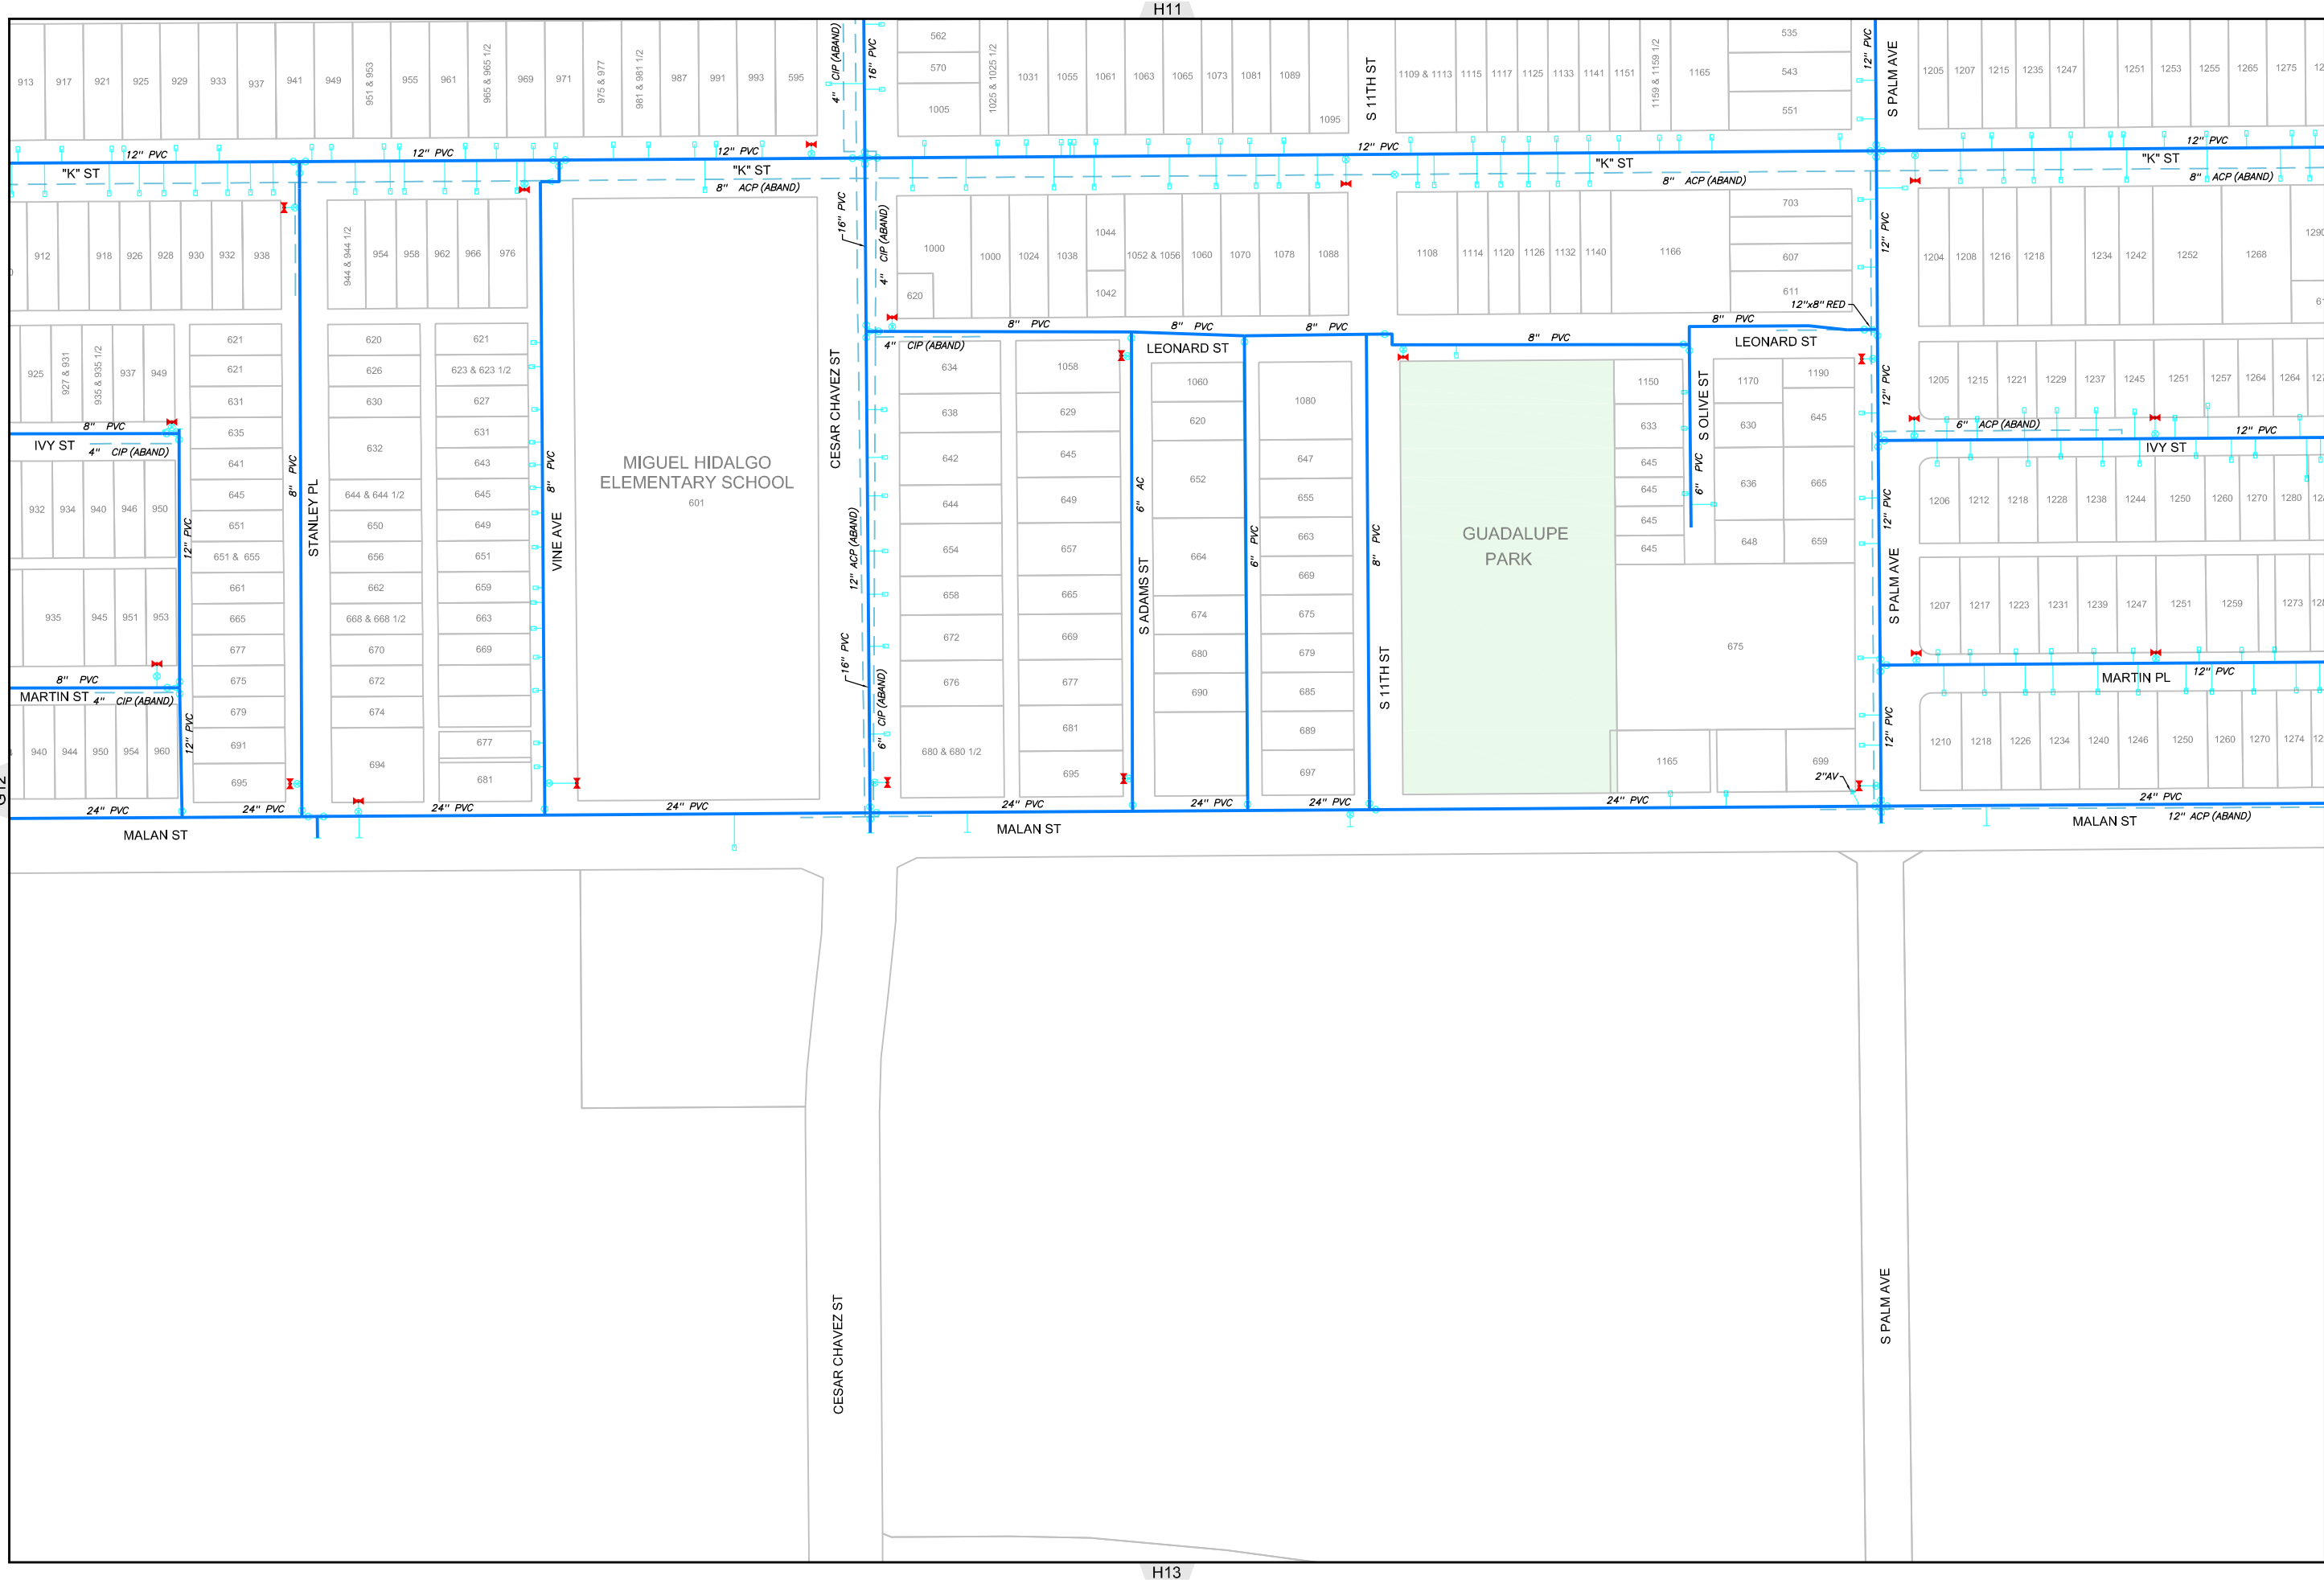 H11
913
917
921
925
929
933
937
941
949
951 & 953
955
961
965 & 965 1/2
969
971
975 & 977
981 & 981 1/2
987
991
993
595
4" CIP (ABAND)
16" PVC
562
570
1005
1025 & 1025 1/2
1031
1055
1061
1063
1065
1073
1081
1089
1095
S 11TH ST
1109 & 1113
1115
1117
1125
1133
1141
1151
1159 & 1159 1/2
1165
535
543
551
12" PVC
S PALM AVE
1205
1207
1215
1235
1247
1251
1253
1255
1265
1275
12" PVC
12" PVC
12" PVC
12" PVC
12" PVC
"K" ST
"K" ST
"K" ST
"K" ST
8" ACP (ABAND)
8" ACP (ABAND)
8" ACP (ABAND)
912
918
926
928
930
932
938
944 & 944 1/2
954
958
962
966
976
16" PVC
4" CIP (ABAND)
1000
620
1000
1024
1038
1044
1042
1052 & 1056
1060
1070
1078
1088
1108
1114
1120
1126
1132
1140
1166
703
607
611
12"x8" RED
12" PVC
1204
1208
1216
1218
1234
1242
1252
1268
8" PVC
8" PVC
8" PVC
8" PVC
8" PVC
4" CIP (ABAND)
LEONARD ST
LEONARD ST
925
927 & 931
935 & 935 1/2
937
949
8" PVC
IVY ST
4" CIP (ABAND)
932
934
940
946
950
12" PVC
935
945
951
953
8" PVC
MARTIN ST
4" CIP (ABAND)
940
944
950
954
960
12" PVC
621
621
631
635
641
645
651
651 & 655
661
665
677
675
679
691
695
8" PVC
STANLEY PL
620
626
630
632
644 & 644 1/2
650
656
662
668 & 668 1/2
670
672
674
694
621
623 & 623 1/2
627
631
643
645
649
651
659
663
669
677
681
8" PVC
VINE AVE
MIGUEL HIDALGO
ELEMENTARY SCHOOL
601
CESAR CHAVEZ ST
12" ACP (ABAND)
16" PVC
6" CIP (ABAND)
634
638
642
644
654
658
672
676
680 & 680 1/2
1058
629
645
649
657
665
669
677
681
695
6" AC
S ADAMS ST
1060
620
652
664
674
680
690
6" PVC
1080
647
655
663
669
675
679
685
689
697
8" PVC
S 11TH ST
GUADALUPE
PARK
1150
633
645
645
645
645
S OLIVE ST
6" PVC
1170
630
636
648
1190
645
665
659
675
1165
699
2"AV
12" PVC
1205
1215
1221
1229
1237
1245
1251
1257
1264
1264
6" ACP (ABAND)
12" PVC
IVY ST
12" PVC
S PALM AVE
1206
1212
1218
1228
1238
1244
1250
1260
1270
1280
1207
1217
1223
1231
1239
1247
1251
1259
1273
MARTIN PL
12" PVC
12" PVC
1210
1218
1226
1234
1240
1246
1250
1260
1270
1274
24" PVC
24" PVC
24" PVC
24" PVC
24" PVC
24" PVC
24" PVC
24" PVC
24" PVC
MALAN ST
MALAN ST
MALAN ST
12" ACP (ABAND)
CESAR CHAVEZ ST
S PALM AVE
H13